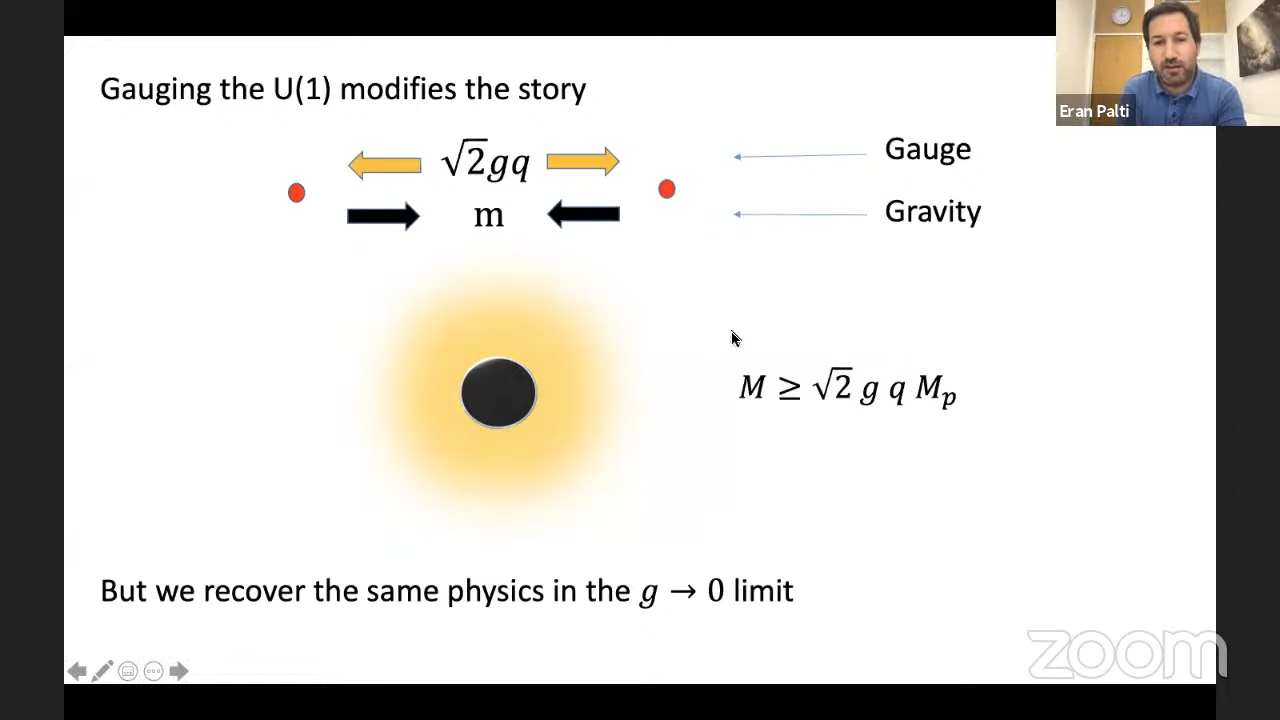 Gauging the U(1) modifies the story
Eran Palti
√2gq
Gauge
m
Gravity
M ≥ √2 g q Mₚ
But we recover the same physics in the g → 0 limit
zoom